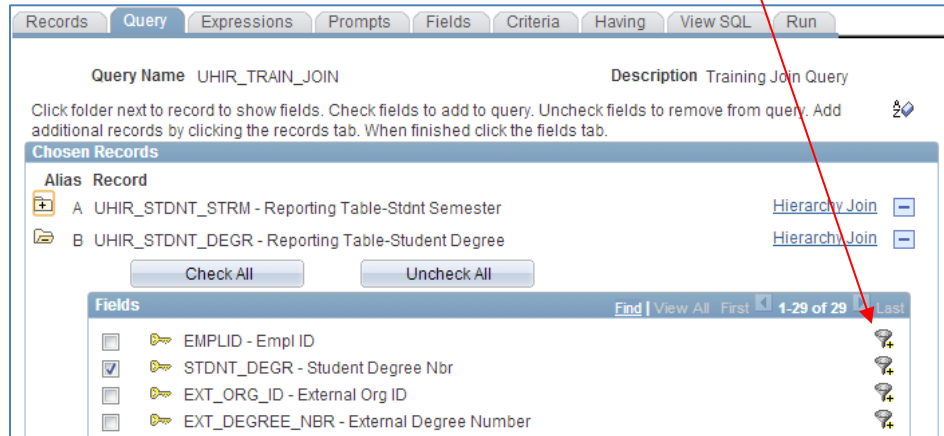 Records Query Expressions Prompts Fields Criteria Having View SQL Run
Query Name UHIR_TRAIN_JOIN Description Training Join Query
Click folder next to record to show fields. Check fields to add to query. Uncheck fields to remove from query. Add
additional records by clicking the records tab. When finished click the fields tab.
Chosen Records
Alias Record
A UHIR_STDNT_STRM - Reporting Table-Stdnt Semester Hierarchy Join
B UHIR_STDNT_DEGR - Reporting Table-Student Degree Hierarchy Join
Check All Uncheck All
Fields Find | View All First 1-29 of 29 Last
EMPLID - Empl ID
STDNT_DEGR - Student Degree Nbr
EXT_ORG_ID - External Org ID
EXT_DEGREE_NBR - External Degree Number